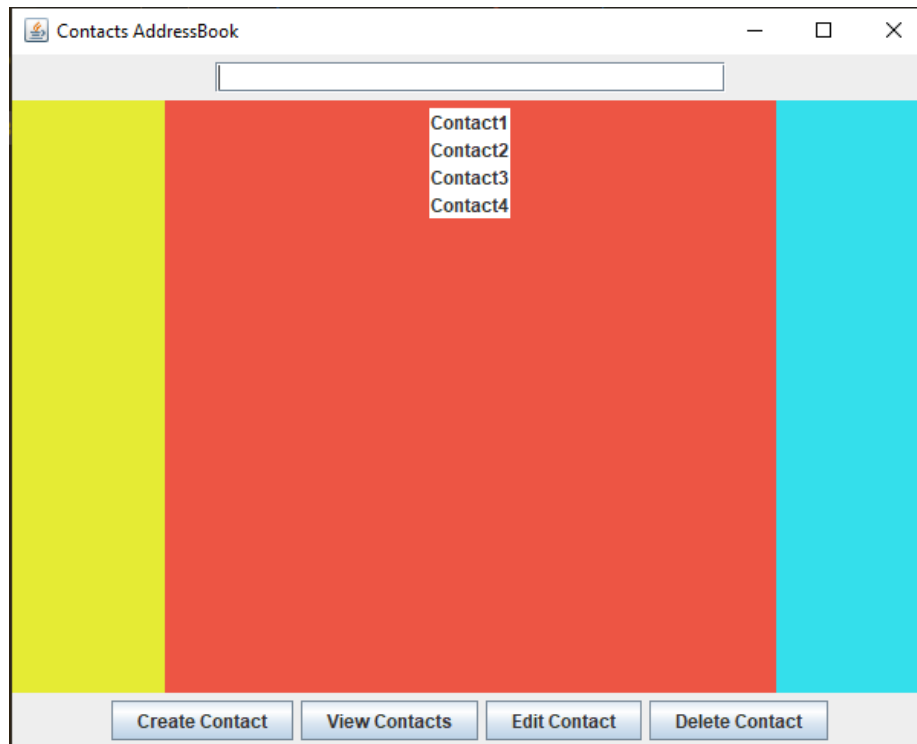 Contacts AddressBook
Contact1
Contact2
Contact3
Contact4
Create Contact View Contacts Edit Contact Delete Contact